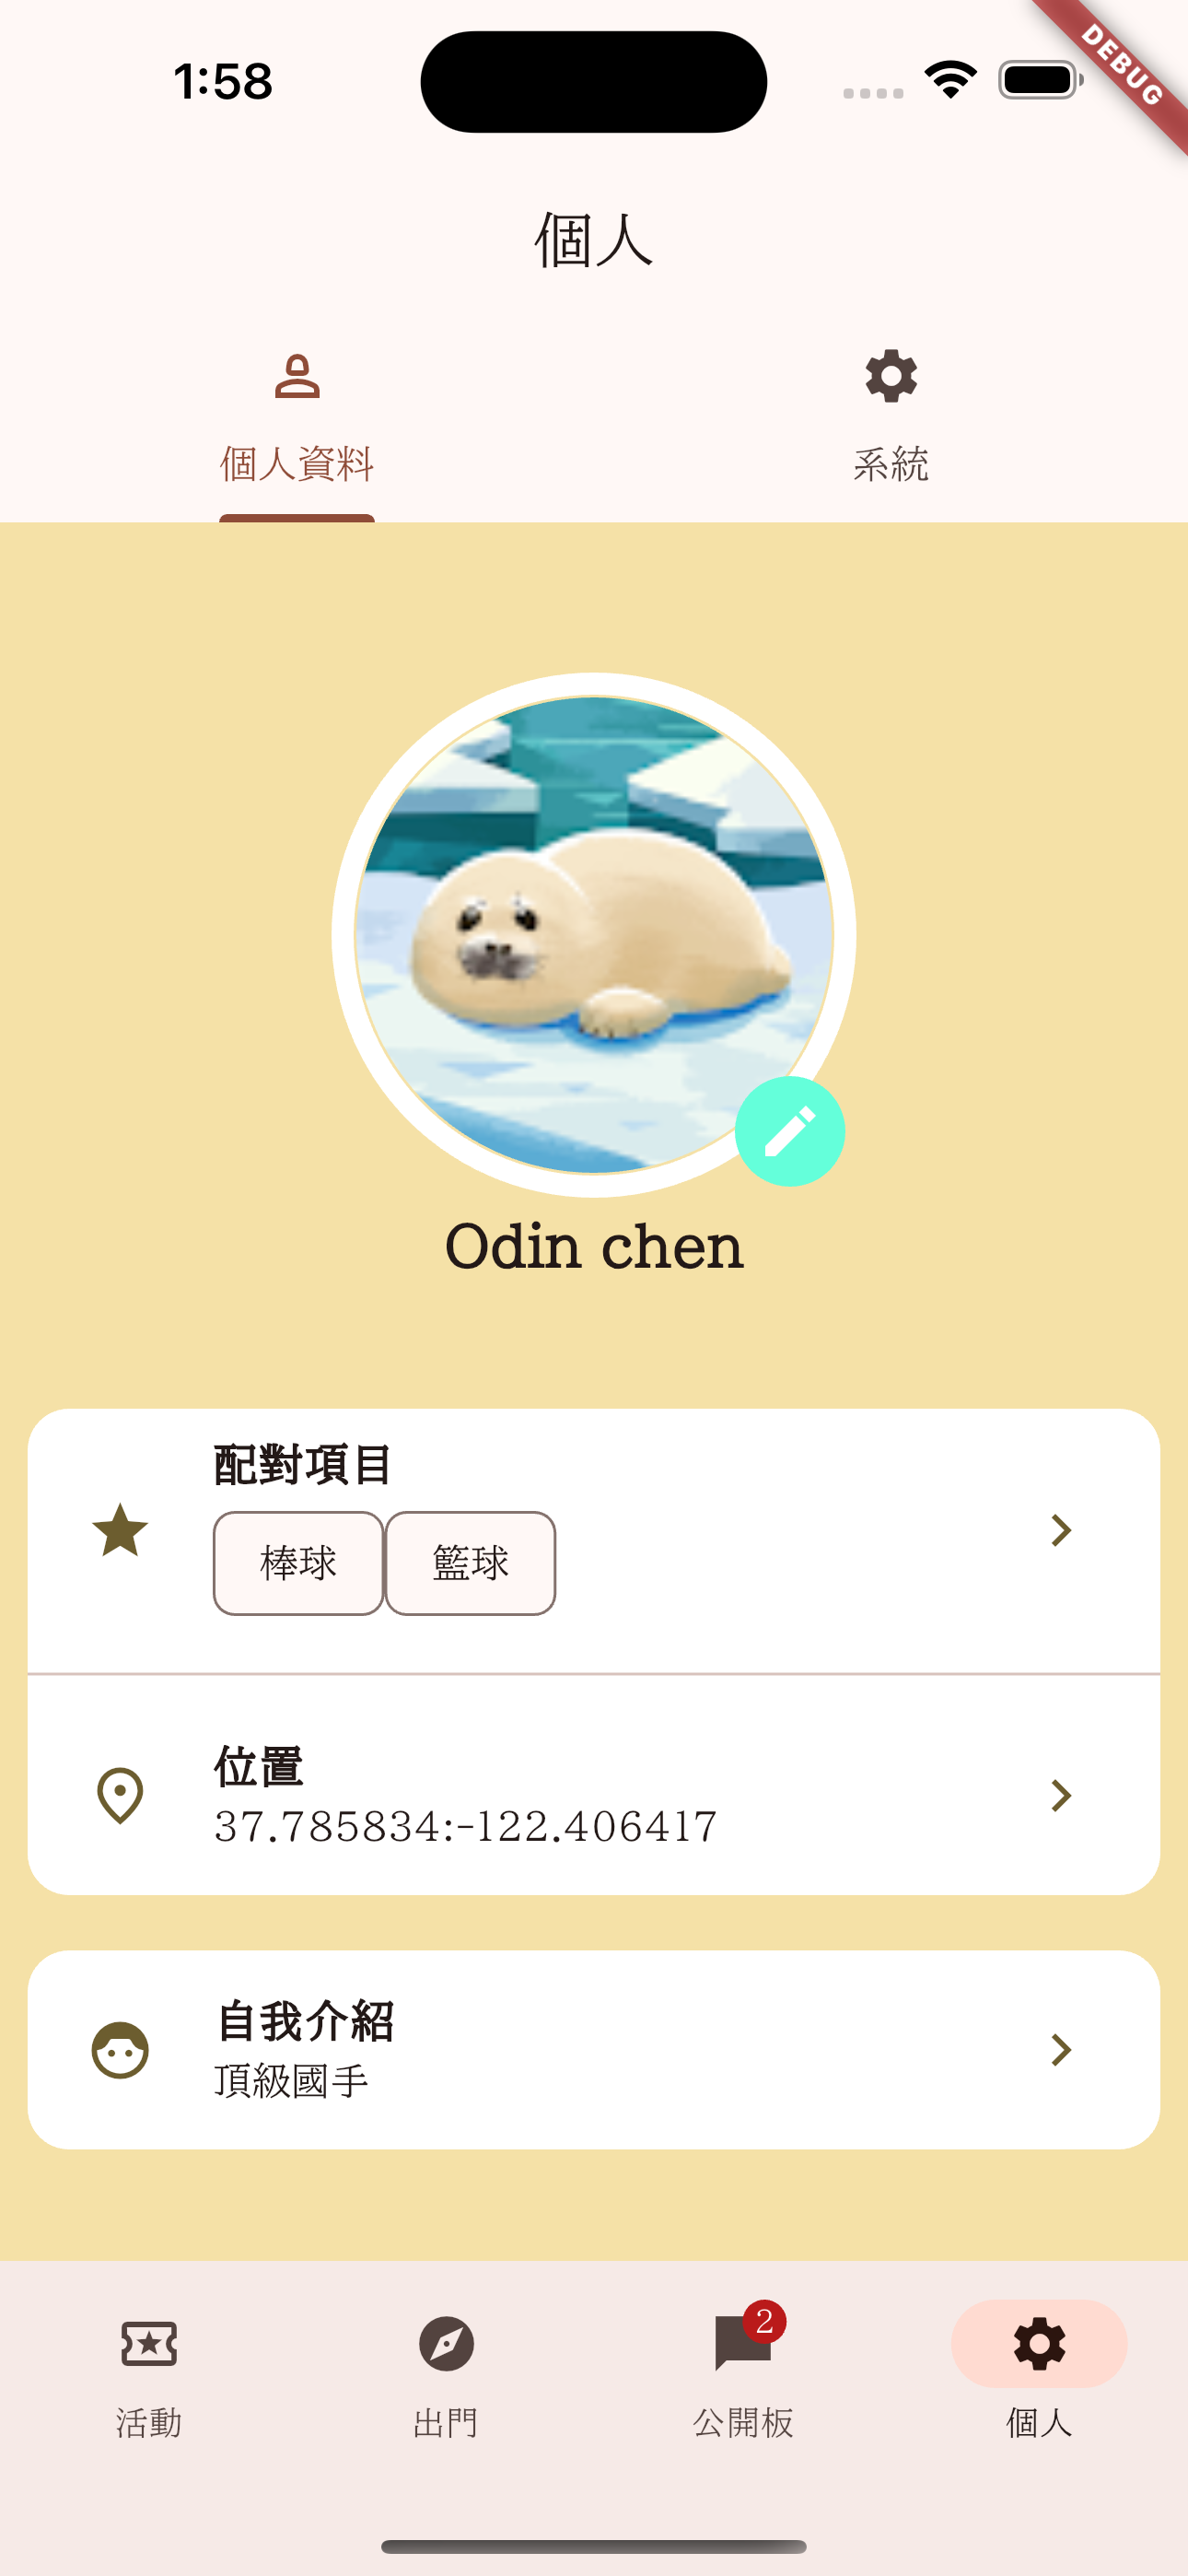 1:58
DEBUG
個人
個人資料
系統
Odin chen
配對項目
棒球
籃球
位置
37.785834:-122.406417
自我介紹
頂級國手
2
活動
出門
公開板
個人